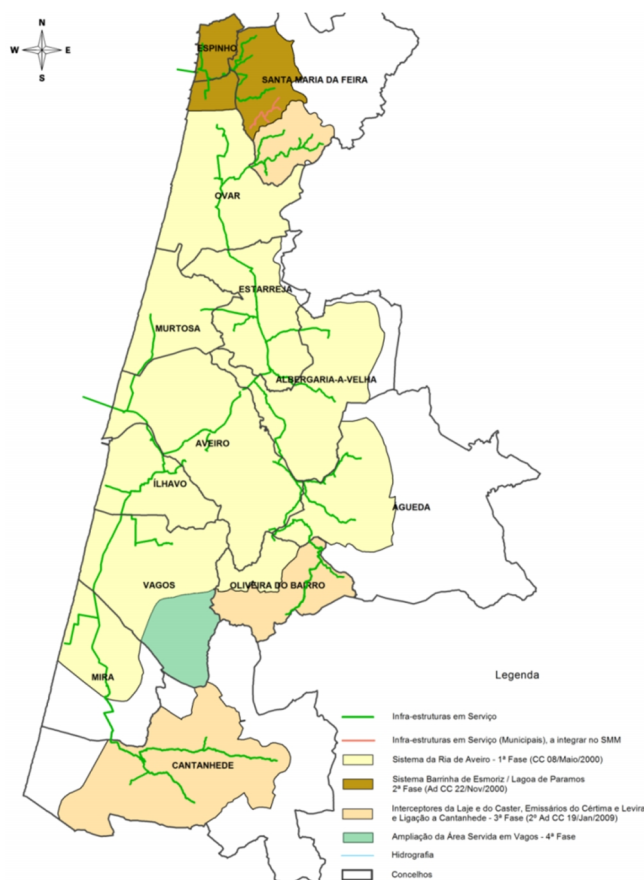 N
W E
S
ESPINHO
SANTA MARIA DA FEIRA
OVAR
ESTARREJA
MURTOSA
ALBERGARIA-A-VELHA
AVEIRO
ÍLHAVO
ÁGUEDA
VAGOS
OLIVEIRA DO BAIRRO
MIRA
CANTANHEDE
Legenda
Infra-estruturas em Serviço
Infra-estruturas em Serviço (Municipais), a integrar no SMM
Sistema da Ria de Aveiro - 1ª Fase (CC 08/Maio/2000)
Sistema Barrinha de Esmoriz / Lagoa de Paramos
2ª Fase (Ad CC 22/Nov/2000)
Interceptores da Laje e do Caster, Emissários do Cértima e Levira
e Ligação a Cantanhede - 3ª Fase (2º Ad CC 19/Jan/2009)
Ampliação da Área Servida em Vagos - 4ª Fase
Hidrografia
Concelhos